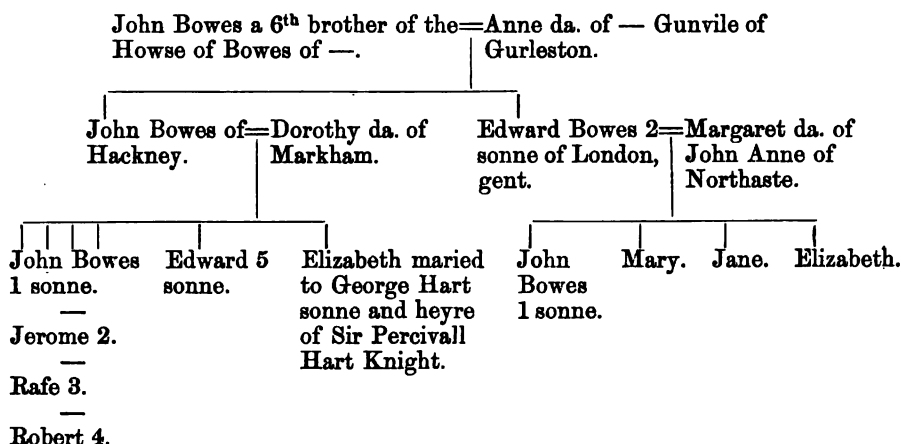 John Bowes a 6th brother of the=Anne da. of — Gunvile of
Howse of Bowes of —. Gurleston.
John Bowes of=Dorothy da. of
Hackney. Markham.
Edward Bowes 2=Margaret da. of
sonne of London, John Anne of
gent. Northaste.
John Bowes
1 sonne.
—
Jerome 2.
—
Rafe 3.
—
Robert 4.
Edward 5
sonne.
Elizabeth maried
to George Hart
sonne and heyre
of Sir Percivall
Hart Knight.
John
Bowes
1 sonne.
Mary.
Jane.
Elizabeth.